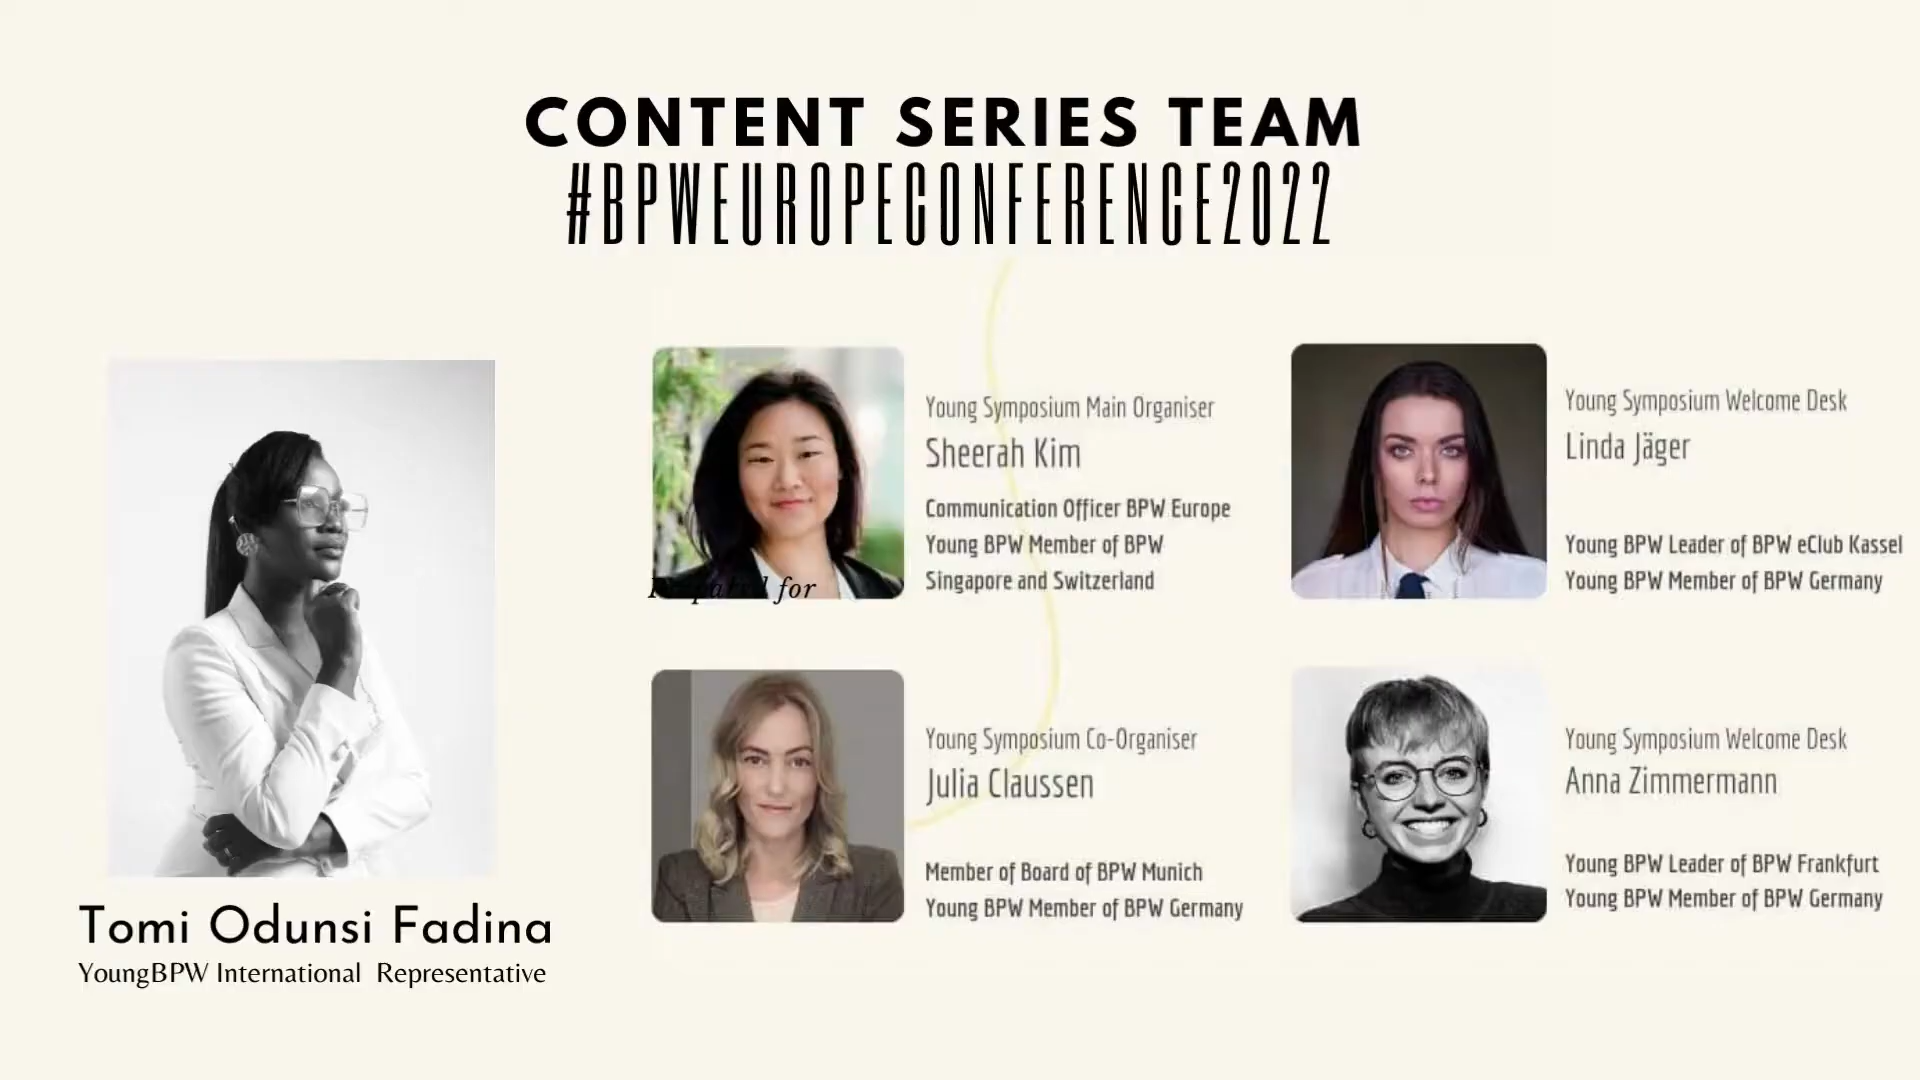 CONTENT SERIES TEAM
#BPWEUROPECONFERENCE2022
Tomi Odunsi Fadina
YoungBPW International Representative
Young Symposium Main Organiser
Sheerah Kim
Communication Officer BPW Europe
Young BPW Member of BPW
Singapore and Switzerland
for
Young Symposium Welcome Desk
Linda Jäger
Young BPW Leader of BPW eClub Kassel
Young BPW Member of BPW Germany
Young Symposium Co-Organiser
Julia Claussen
Member of Board of BPW Munich
Young BPW Member of BPW Germany
Young Symposium Welcome Desk
Anna Zimmermann
Young BPW Leader of BPW Frankfurt
Young BPW Member of BPW Germany